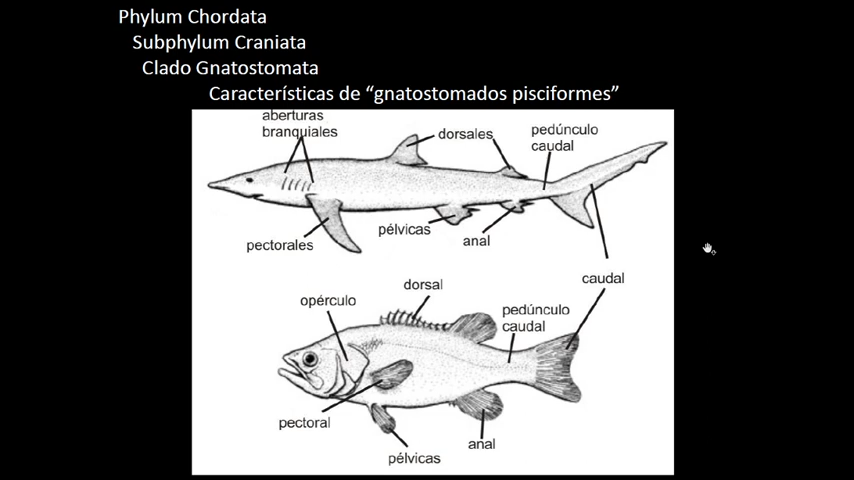 Phylum Chordata
Subphylum Craniata
Clado Gnatostomata
Características de “gnatostomados pisciformes”
aberturas
branquiales
dorsales
pedúnculo
caudal
pectorales
pélvicas
anal
caudal
dorsal
opérculo
pedúnculo
caudal
pectoral
anal
pélvicas